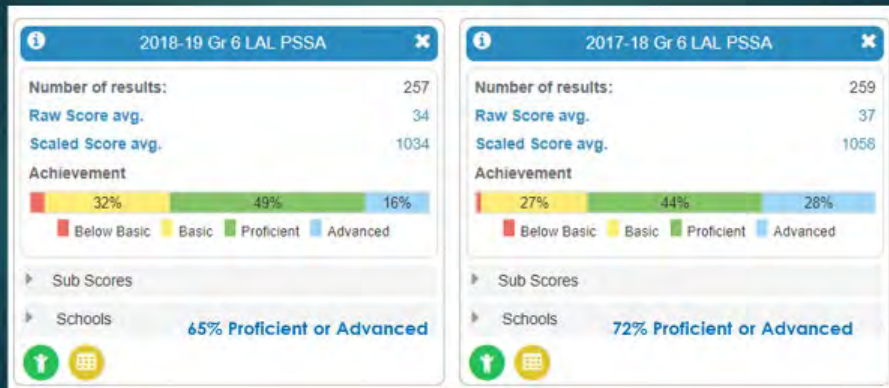 2018-19 Gr 6 LAL PSSA
Number of results: 257
Raw Score avg. 34
Scaled Score avg. 1034
Achievement
32% 49% 16%
Below Basic Basic Proficient Advanced
Sub Scores
Schools
65% Proficient or Advanced
2017-18 Gr 6 LAL PSSA
Number of results: 259
Raw Score avg. 37
Scaled Score avg. 1058
Achievement
27% 44% 28%
Below Basic Basic Proficient Advanced
Sub Scores
Schools
72% Proficient or Advanced